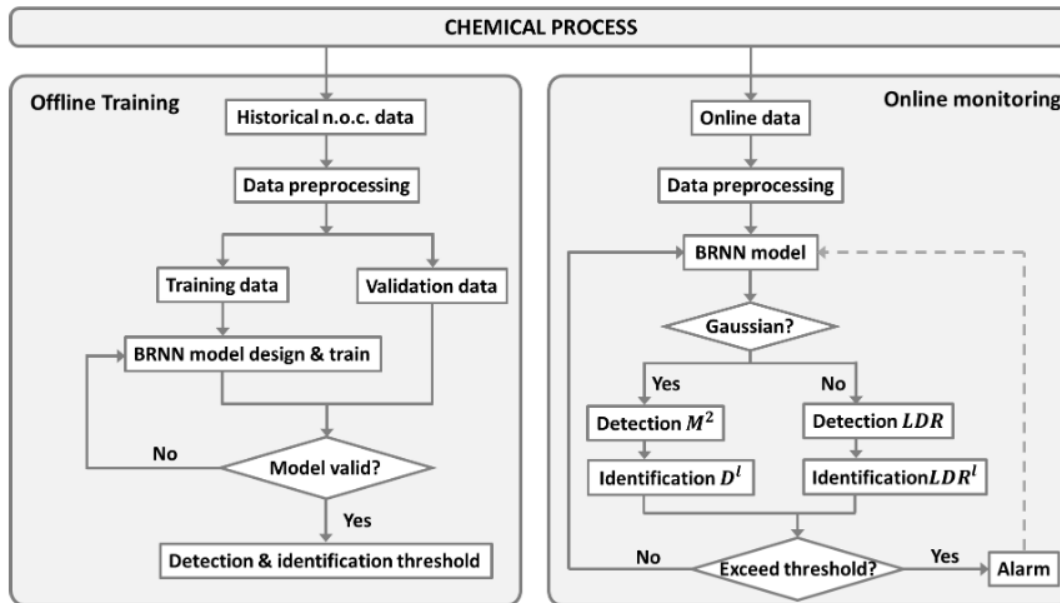 CHEMICAL PROCESS
Offline Training
Historical n.o.c. data
Data preprocessing
Training data
Validation data
BRNN model design & train
No
Model valid?
Yes
Detection & identification threshold
Online monitoring
Online data
Data preprocessing
BRNN model
Gaussian?
Yes
No
Detection M²
Detection LDR
Identification Dˡ
IdentificationLDRˡ
No
Exceed threshold?
Yes
Alarm